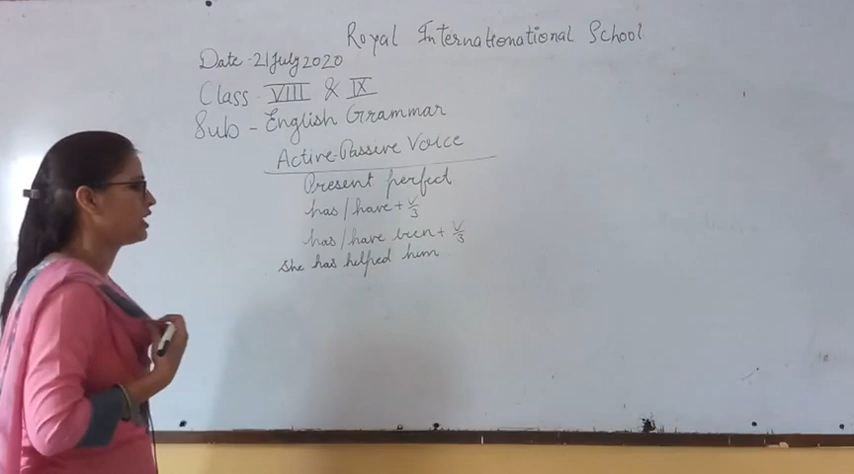 Royal Internationational School
Date - 21 July 2020
Class - VIII & IX
Sub - English Grammar
Active-Passive Voice
Present perfect
has/have + V3
has/have been + V3
She has helped him